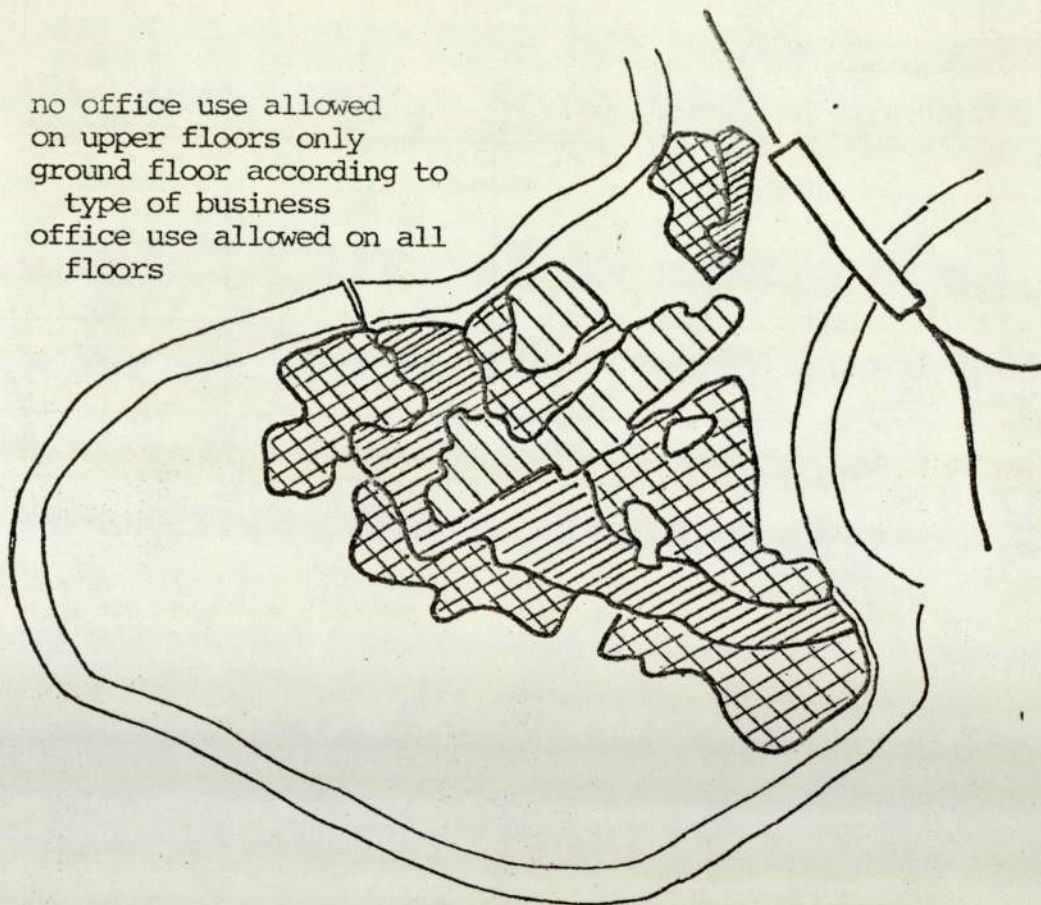 no office use allowed
on upper floors only
ground floor according to
type of business
office use allowed on all
floors